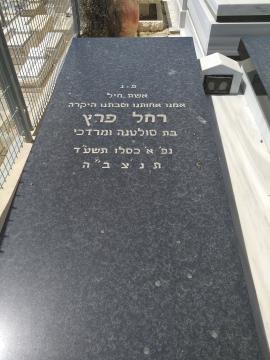 פ.נ
אשת חיל
אמנו אחותנו וסבתנו היקרה
רחל פרץ
בת סולטנה ומרדכי
נפ' א' כסלו תשע"ד
ת נ צ ב" ה